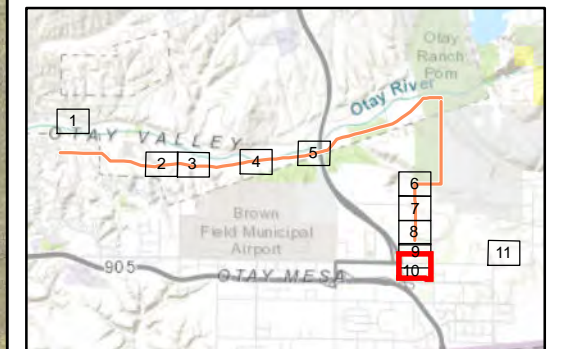 Otay
Ranch
Pom
Otay River
1
OTAY VALLEY
2
3
4
5
6
7
8
9
10
11
Brown
Field Municipal
Airport
905
OTAY MESA